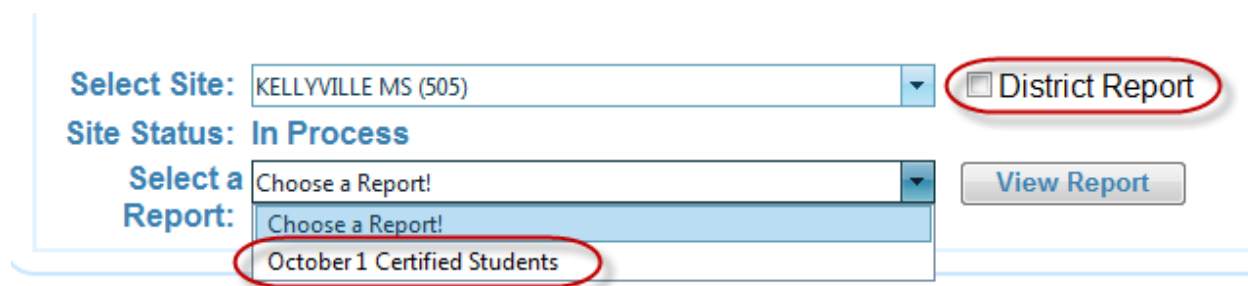 Select Site: KELLYVILLE MS (505) District Report
Site Status: In Process
Select a Choose a Report! View Report
Report: Choose a Report!
October 1 Certified Students